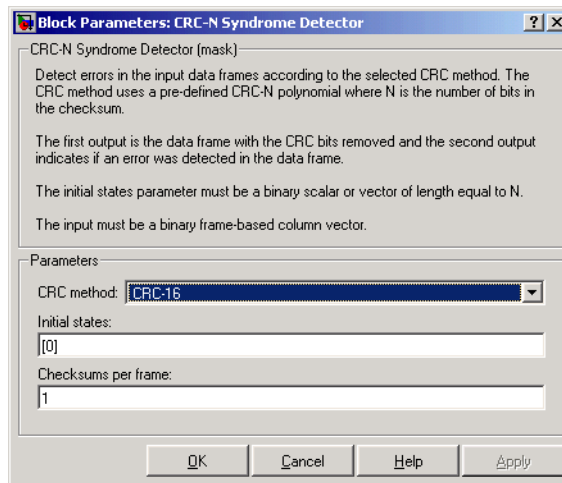 Block Parameters: CRC-N Syndrome Detector
CRC-N Syndrome Detector (mask)
Detect errors in the input data frames according to the selected CRC method. The
CRC method uses a pre-defined CRC-N polynomial where N is the number of bits in
the checksum.
The first output is the data frame with the CRC bits removed and the second output
indicates if an error was detected in the data frame.
The initial states parameter must be a binary scalar or vector of length equal to N.
The input must be a binary frame-based column vector.
Parameters
CRC method: CRC-16
Initial states:
[0]
Checksums per frame:
1
OK Cancel Help Apply